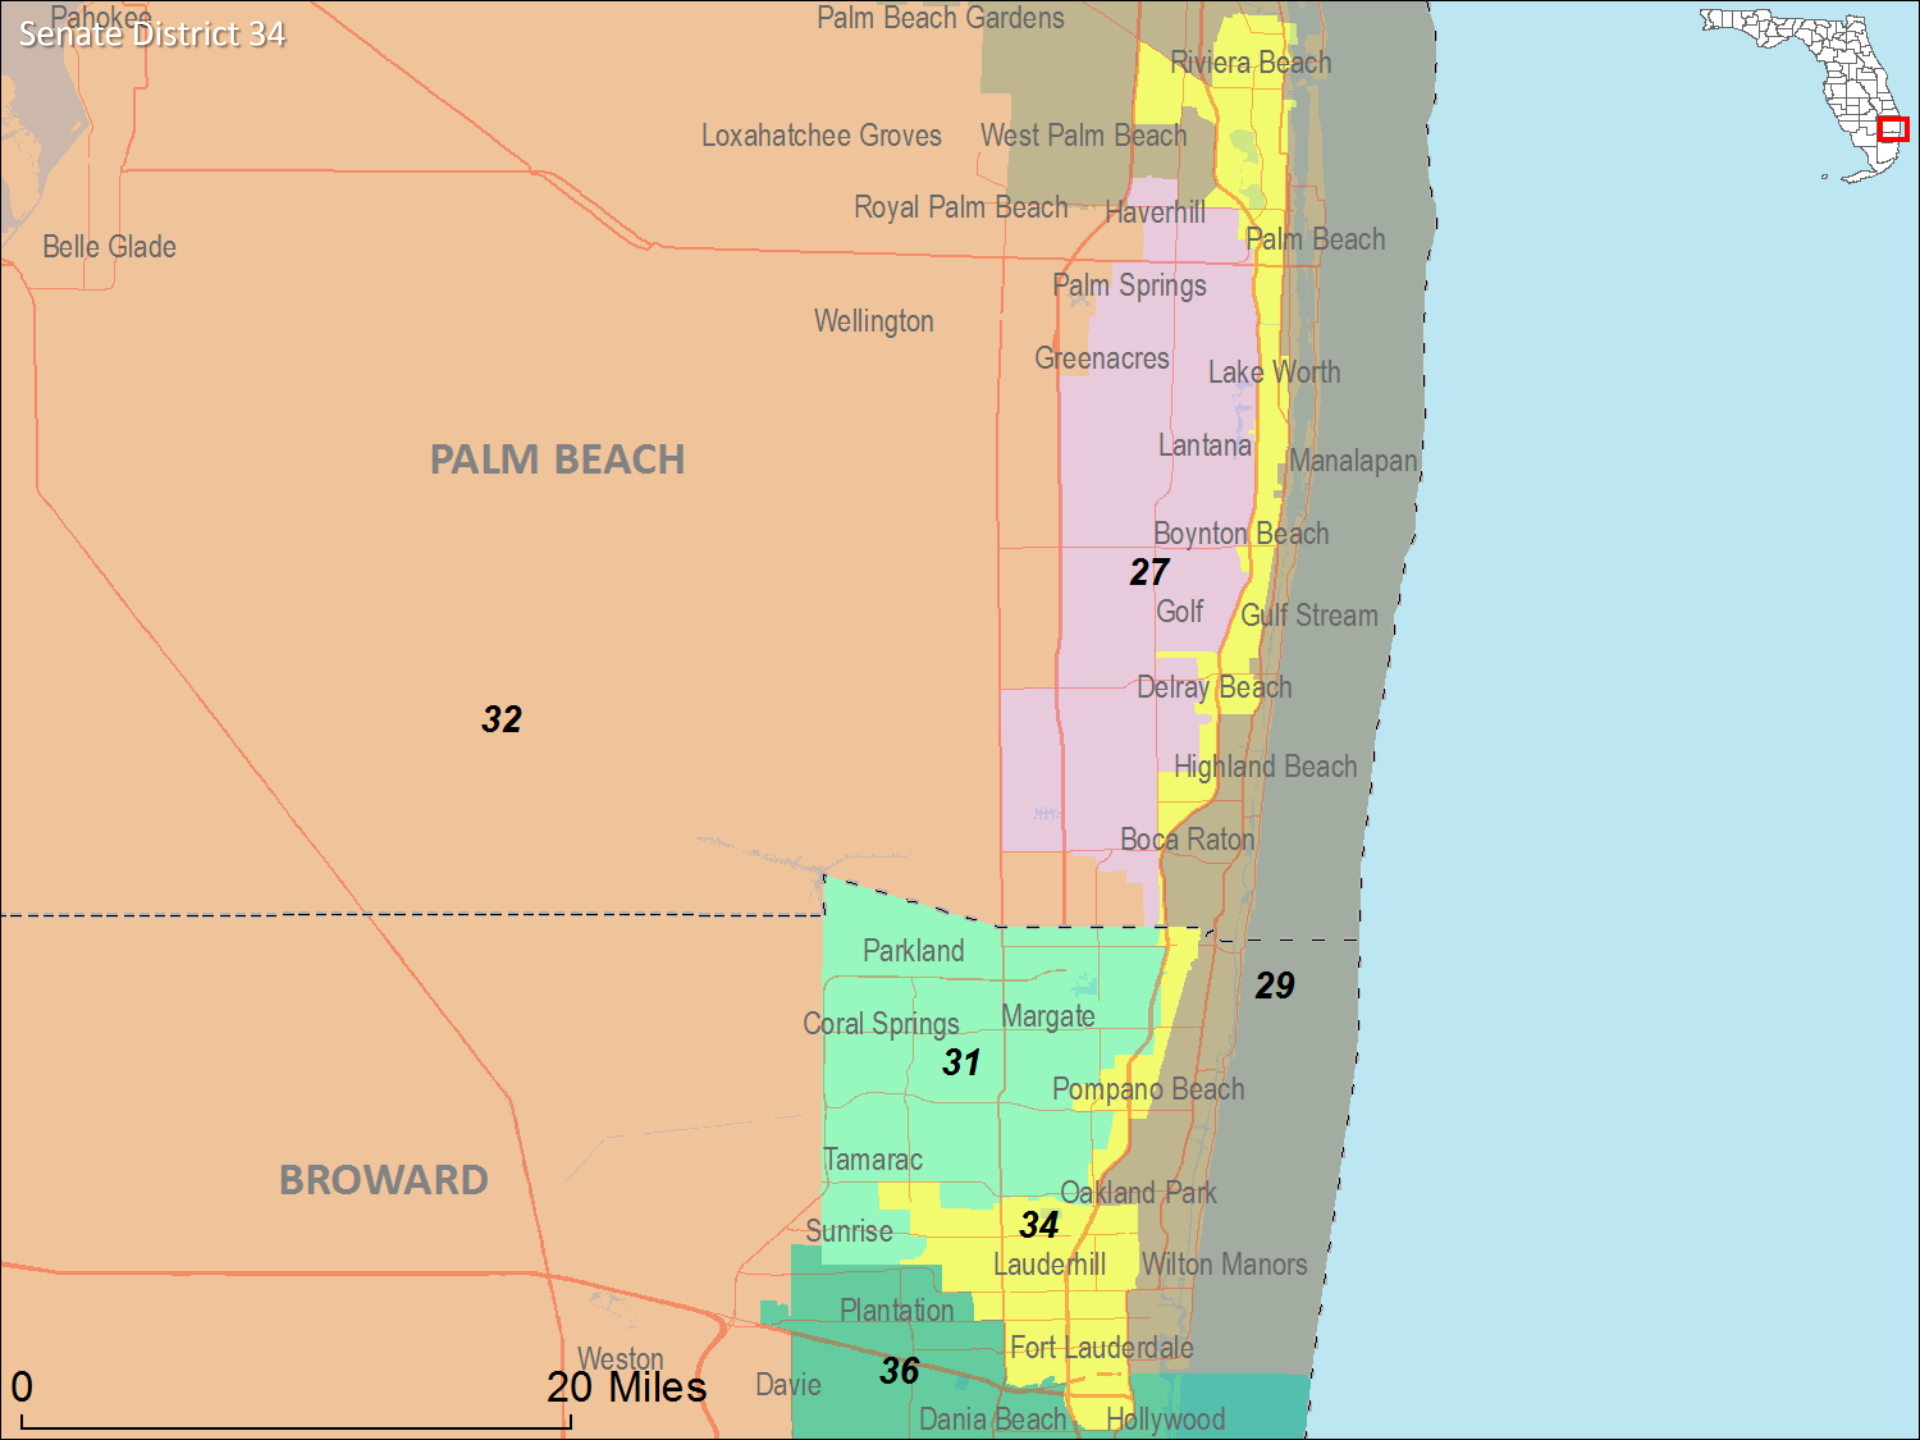 Pahokee
Senate District 34
Palm Beach Gardens
Riviera Beach
Loxahatchee Groves
West Palm Beach
Royal Palm Beach
Haverhill
Belle Glade
Palm Beach
Palm Springs
Wellington
Greenacres
Lake Worth
PALM BEACH
Lantana
Manalapan
Boynton Beach
27
Golf
Gulf Stream
Delray Beach
32
Highland Beach
Boca Raton
Parkland
29
Coral Springs
Margate
31
Pompano Beach
Tamarac
BROWARD
Oakland Park
Sunrise
34
Lauderhill
Wilton Manors
Plantation
Fort Lauderdale
Weston
36
0
20 Miles
Davie
Dania Beach
Hollywood